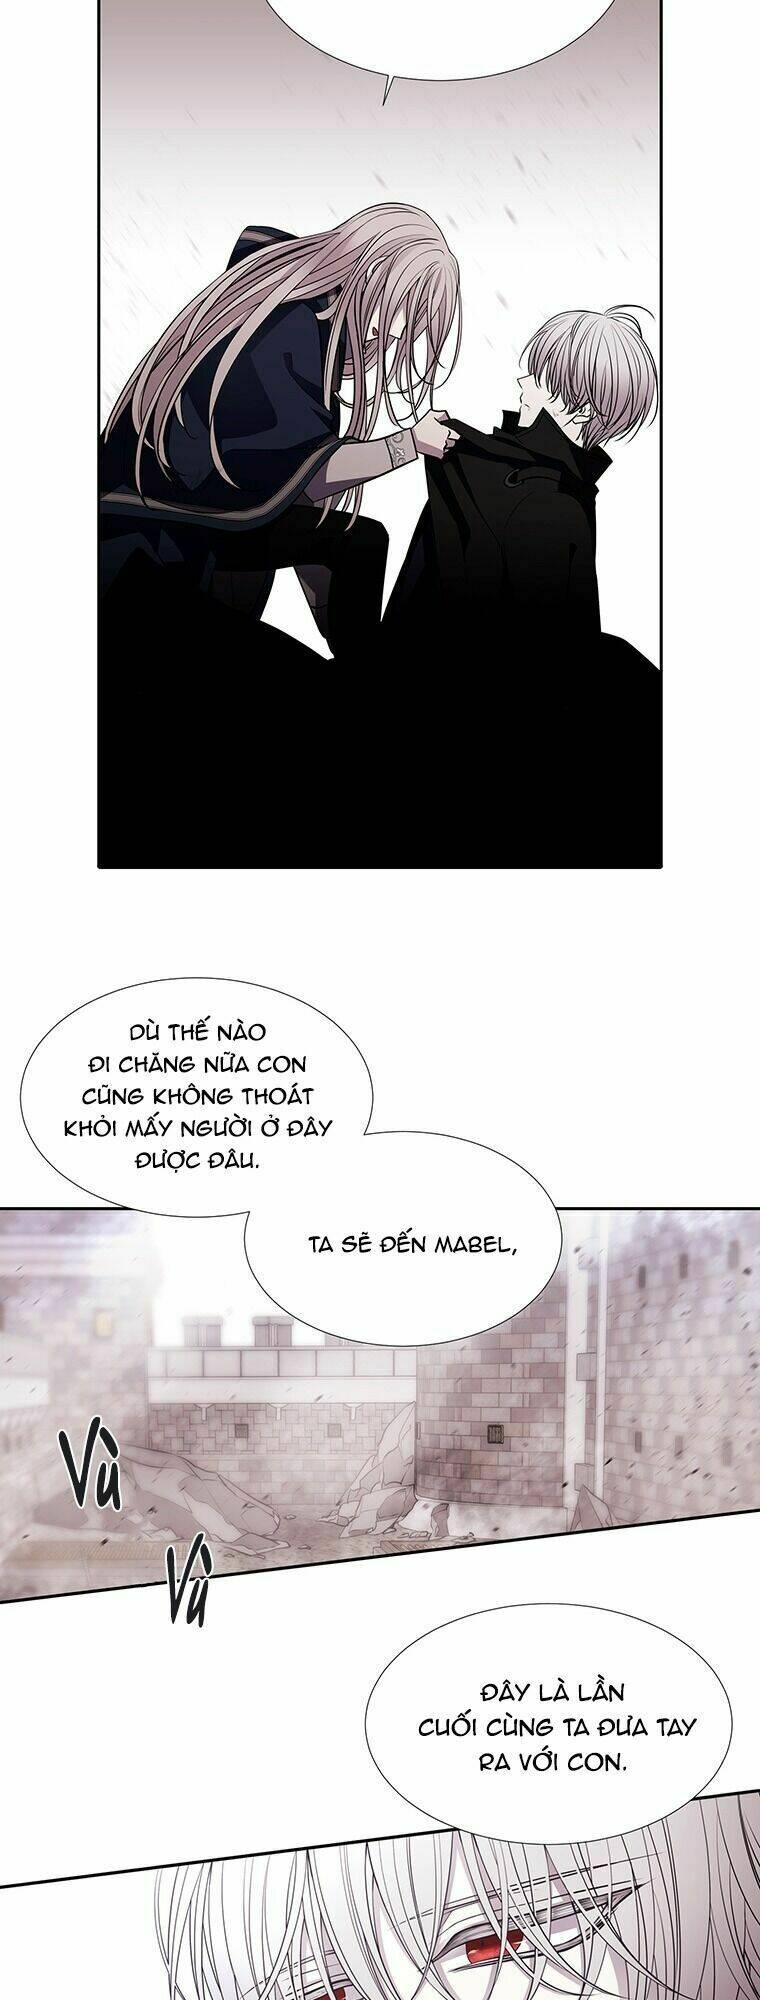 DÙ THẾ NÀO
ĐI CHĂNG NỮA CON
CŨNG KHÔNG THOÁT
KHỎI MẤY NGƯỜI Ở ĐÂY
ĐƯỢC ĐÂU.
TA SẼ ĐẾN MABEL,
Vù
Vù
ĐÂY LÀ LẦN
CUỐI CÙNG TA ĐƯA TAY
RA VỚI CON.